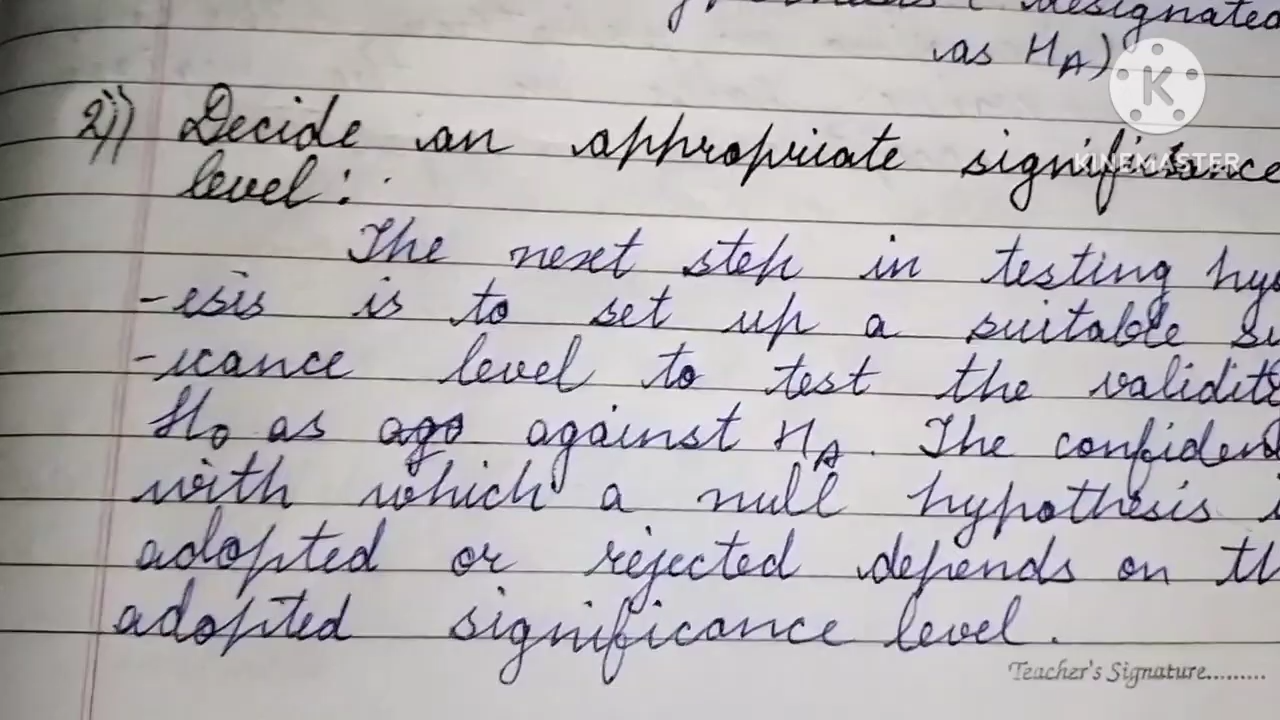 (designated
as HA)
K
KINEMASTER
2)) Decide an appropriate significance
level:
The next step in testing hyp
-esis is to set up a suitable
-icance level to test the validity
Ho as ago against HA. The confiden
with which a null hypothesis i
adopted or rejected depends on th
adopted significance level.
Teacher's Signature.........